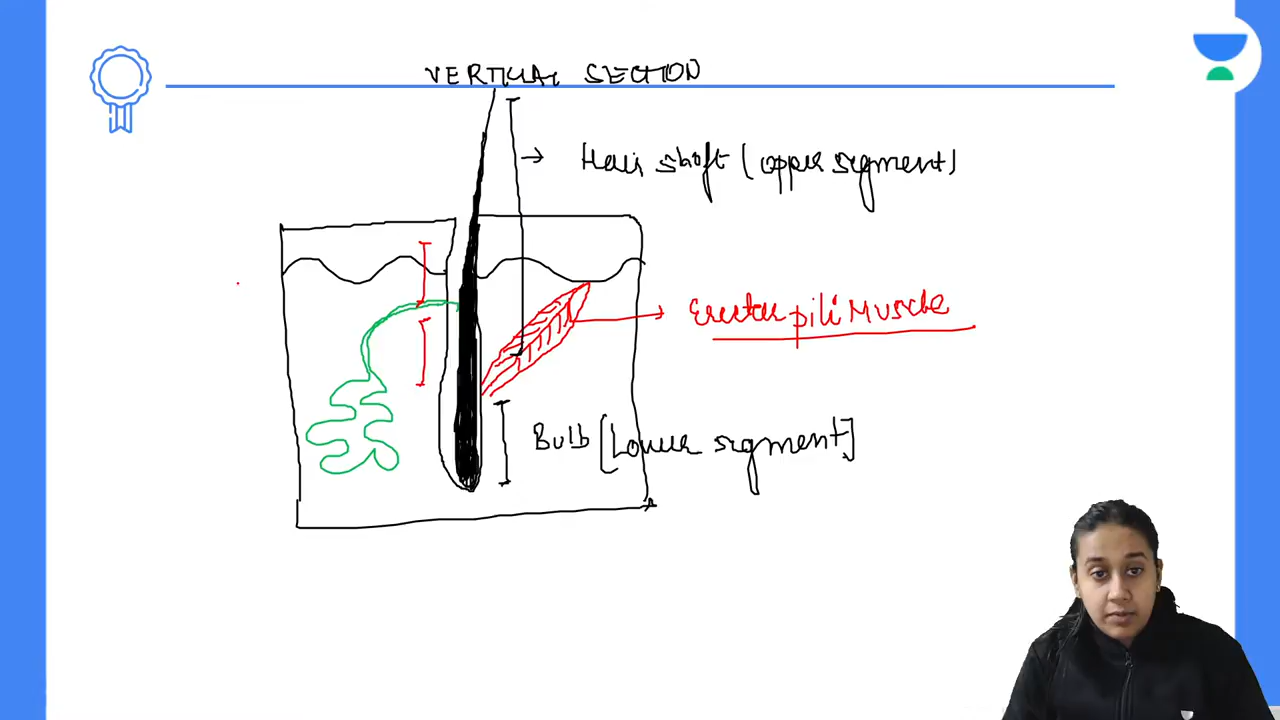 VERTICAL SECTION
Hair shaft (upper segment)
Erector pili Muscle
Bulb [Lower segment]